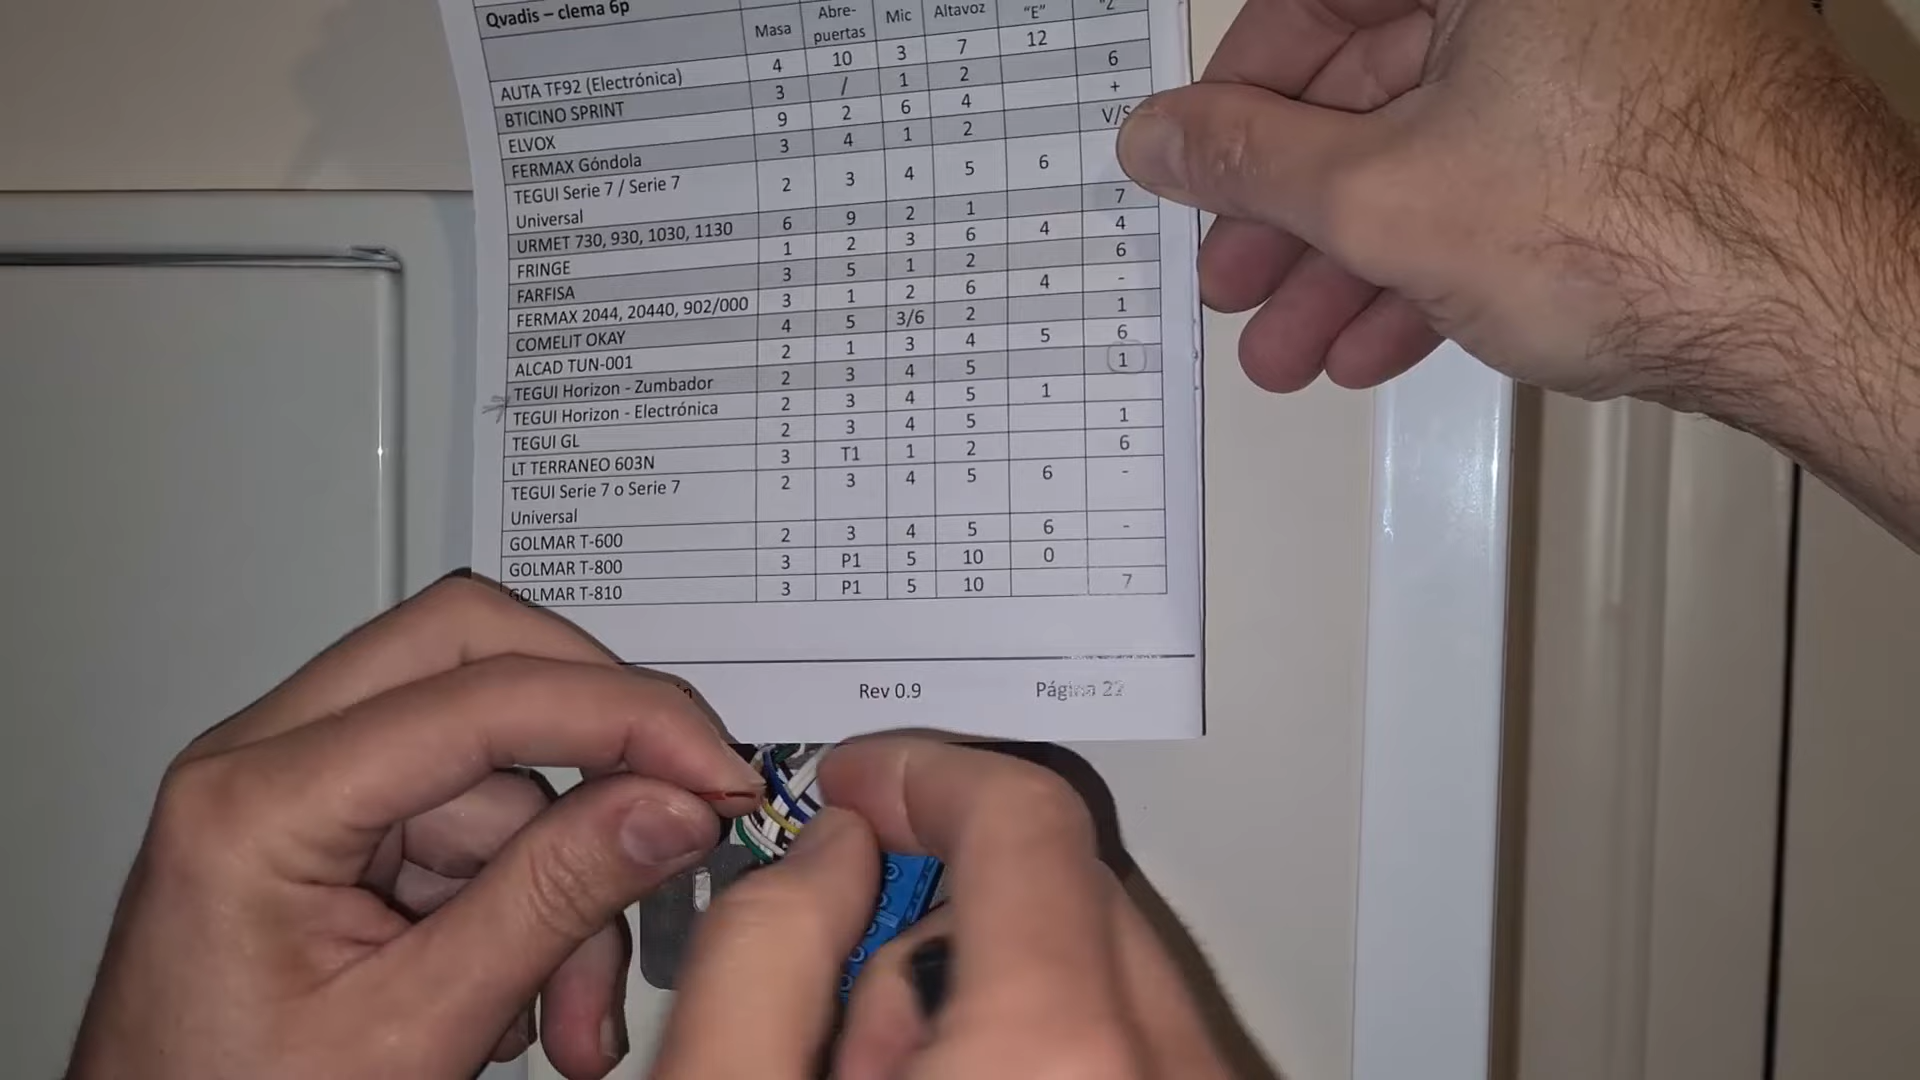 Qvadis – clema 6p
Masa Abre- Mic Altavoz "E" "Z"
puertas
AUTA TF92 (Electrónica) 4 10 3 7 12
BTICINO SPRINT 3 / 1 2 6
ELVOX 9 2 6 4 +
FERMAX Góndola 3 4 1 2 V/S
TEGUI Serie 7 / Serie 7 2 3 4 5 6
Universal
URMET 730, 930, 1030, 1130 6 9 2 1 7
FRINGE 1 2 3 6 4 4
FARFISA 3 5 1 2 6
FERMAX 2044, 20440, 902/000 3 1 2 6 4 -
COMELIT OKAY 4 5 3/6 2 1
ALCAD TUN-001 2 1 3 4 5 6
TEGUI Horizon - Zumbador 2 3 4 5 1
TEGUI Horizon - Electrónica 2 3 4 5 1
TEGUI GL 2 3 4 5 1
LT TERRANEO 603N 3 T1 1 2 6
TEGUI Serie 7 o Serie 7 2 3 4 5 6 -
Universal
GOLMAR T-600 2 3 4 5 6 -
GOLMAR T-800 3 P1 5 10 0
GOLMAR T-810 3 P1 5 10 7
Rev 0.9 Página 22